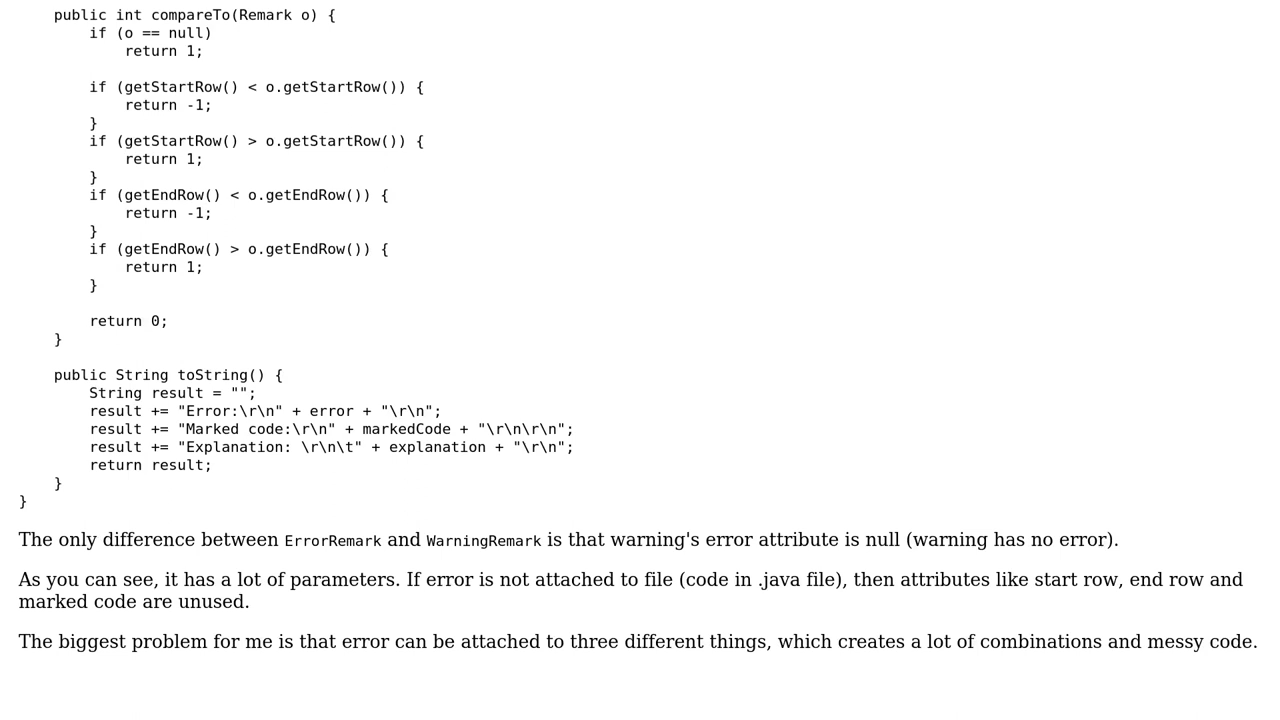 public int compareTo(Remark o) {
        if (o == null)
            return 1;

        if (getStartRow() < o.getStartRow()) {
            return -1;
        }
        if (getStartRow() > o.getStartRow()) {
            return 1;
        }
        if (getEndRow() < o.getEndRow()) {
            return -1;
        }
        if (getEndRow() > o.getEndRow()) {
            return 1;
        }

        return 0;
    }

    public String toString() {
        String result = "";
        result += "Error:\r\n" + error + "\r\n";
        result += "Marked code:\r\n" + markedCode + "\r\n\r\n";
        result += "Explanation: \r\n\t" + explanation + "\r\n";
        return result;
    }
}
The only difference between ErrorRemark and WarningRemark is that warning's error attribute is null (warning has no error).
As you can see, it has a lot of parameters. If error is not attached to file (code in .java file), then attributes like start row, end row and
marked code are unused.
The biggest problem for me is that error can be attached to three different things, which creates a lot of combinations and messy code.